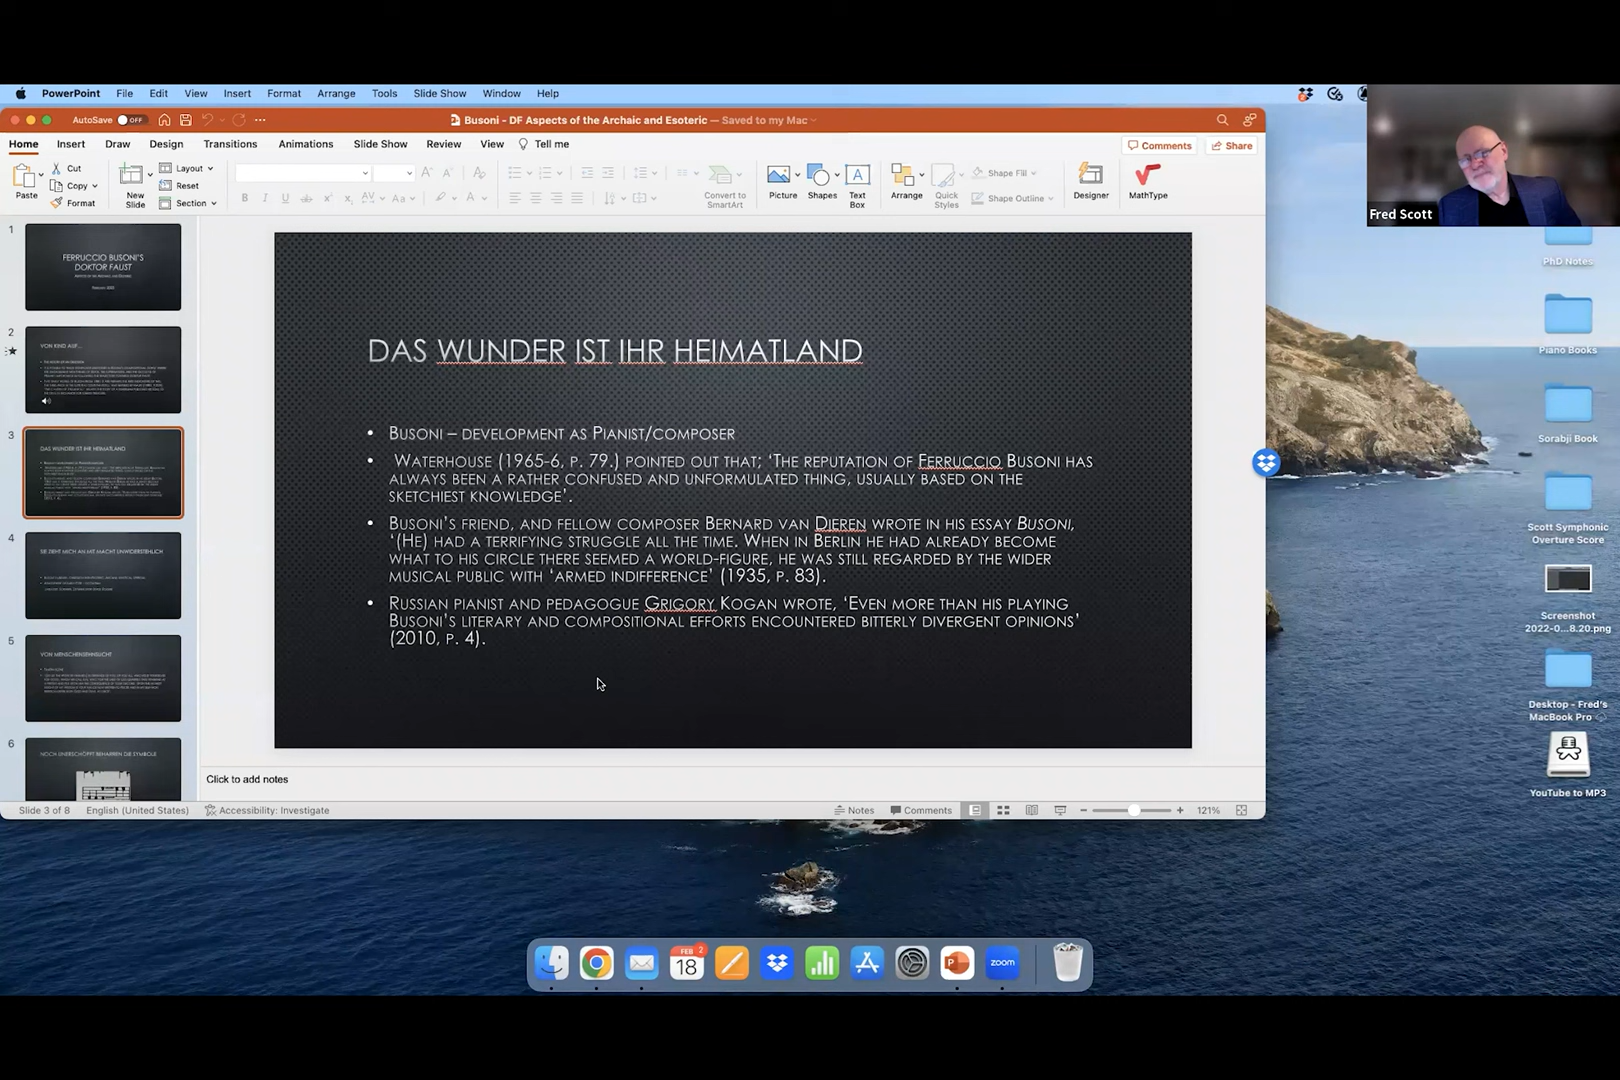 PowerPoint File Edit View Insert Format Arrange Tools Slide Show Window Help
AutoSave OFF Busoni - DF Aspects of the Archaic and Esoteric — Saved to my Mac
Home Insert Draw Design Transitions Animations Slide Show Review View Tell me Comments Share
Paste
Cut
Copy
Format
New
Slide
Layout
Reset
Section
Convert to
SmartArt
Picture
Shapes
Text
Box
Arrange
Quick
Styles
Shape Fill
Shape Outline
Designer
MathType
Fred Scott
1
FERRUCCIO BUSONI'S
DOKTOR FAUST
2
VON KIND AUF...
3
DAS WUNDER IST IHR HEIMATLAND
4
SIE ZIEHT MICH AN MIT MACHT UNWIDERSTEHLICH
5
VON MENSCHENSEHNSUCHT
6
NOCH UNERSCHÖPFT BEHARREN DIE SYMBOLE
DAS WUNDER IST IHR HEIMATLAND
• BUSONI – DEVELOPMENT AS PIANIST/COMPOSER
• WATERHOUSE (1965-6, P. 79.) POINTED OUT THAT; ‘THE REPUTATION OF FERRUCCIO BUSONI HAS
ALWAYS BEEN A RATHER CONFUSED AND UNFORMULATED THING, USUALLY BASED ON THE
SKETCHIEST KNOWLEDGE’.
• BUSONI’S FRIEND, AND FELLOW COMPOSER BERNARD VAN DIEREN WROTE IN HIS ESSAY BUSONI,
‘(HE) HAD A TERRIFYING STRUGGLE ALL THE TIME. WHEN IN BERLIN HE HAD ALREADY BECOME
WHAT TO HIS CIRCLE THERE SEEMED A WORLD-FIGURE, HE WAS STILL REGARDED BY THE WIDER
MUSICAL PUBLIC WITH ‘ARMED INDIFFERENCE’ (1935, P. 83).
• RUSSIAN PIANIST AND PEDAGOGUE GRIGORY KOGAN WROTE, ‘EVEN MORE THAN HIS PLAYING
BUSONI’S LITERARY AND COMPOSITIONAL EFFORTS ENCOUNTERED BITTERLY DIVERGENT OPINIONS’
(2010, P. 4).
Click to add notes
Slide 3 of 8 English (United States) Accessibility: Investigate Notes Comments 121%
PhD Notes
Piano Books
Sorabji Book
Scott Symphonic
Overture Score
Screenshot
2022-0...8.20.png
Desktop - Fred's
MacBook Pro
YouTube to MP3
FEB 2
18
zoom